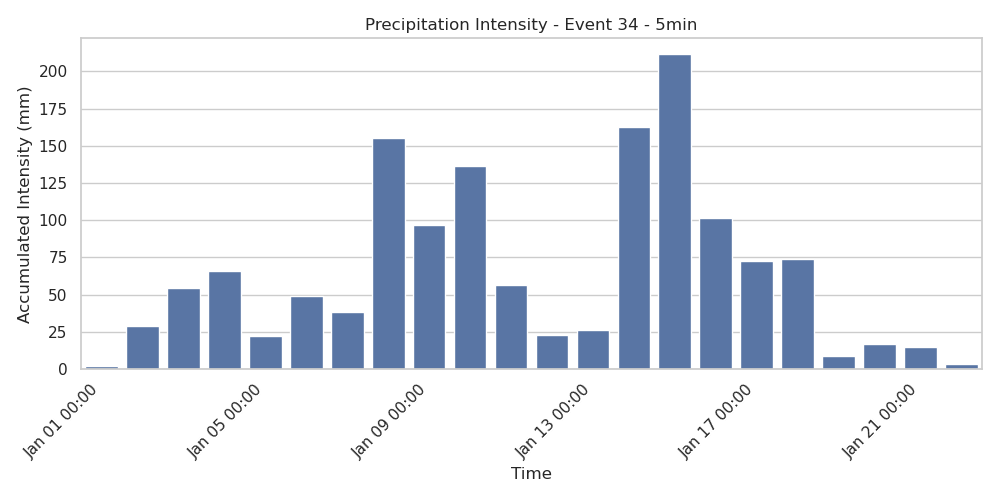 Precipitation Intensity - Event 34 - 5min
Accumulated Intensity (mm)
200
175
150
125
100
75
50
25
0
Jan 01 00:00
Jan 05 00:00
Jan 09 00:00
Jan 13 00:00
Jan 17 00:00
Jan 21 00:00
Time